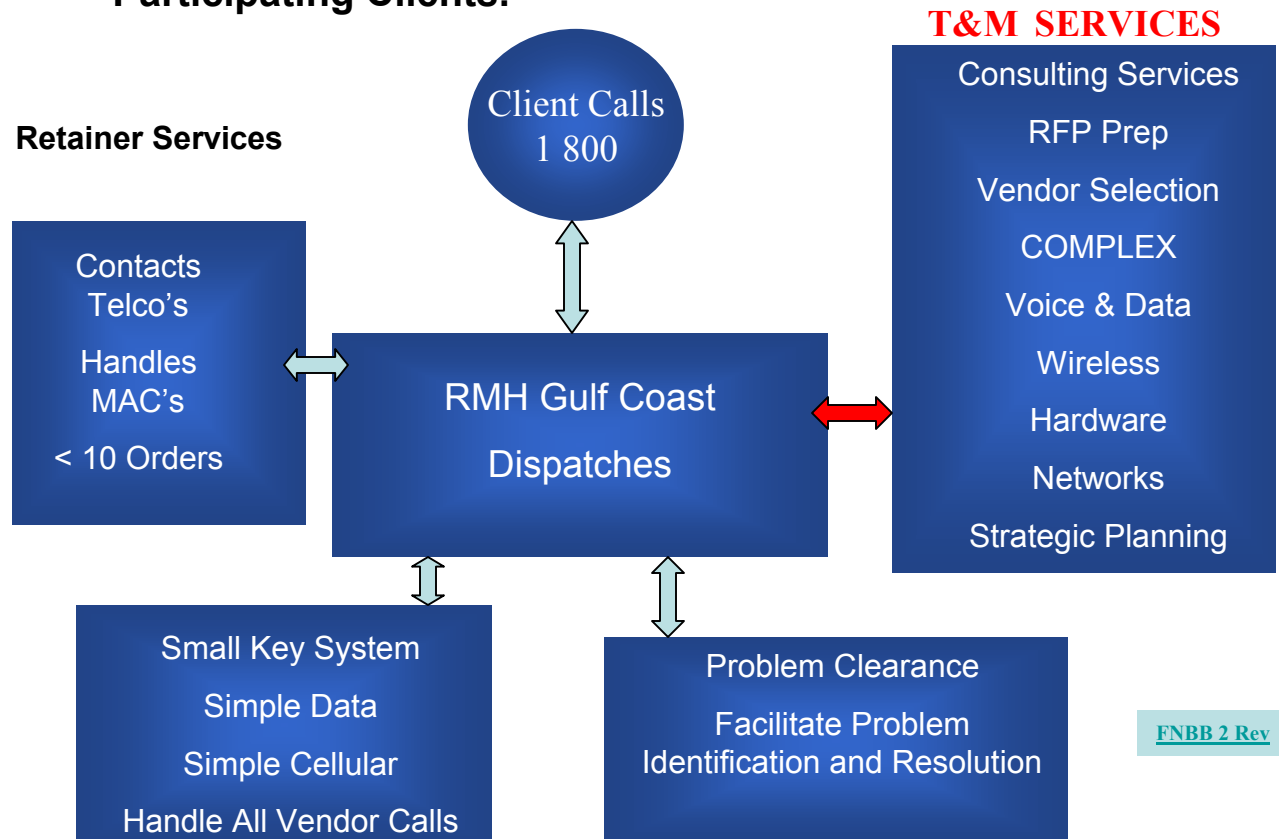 Participating Clients:
T&M SERVICES
Client Calls
1 800
Retainer Services
Consulting Services
RFP Prep
Vendor Selection
COMPLEX
Voice & Data
Wireless
Hardware
Networks
Strategic Planning
Contacts
Telco’s
Handles
MAC’s
< 10 Orders
RMH Gulf Coast
Dispatches
Small Key System
Simple Data
Simple Cellular
Handle All Vendor Calls
Problem Clearance
Facilitate Problem
Identification and Resolution
FNBB 2 Rev